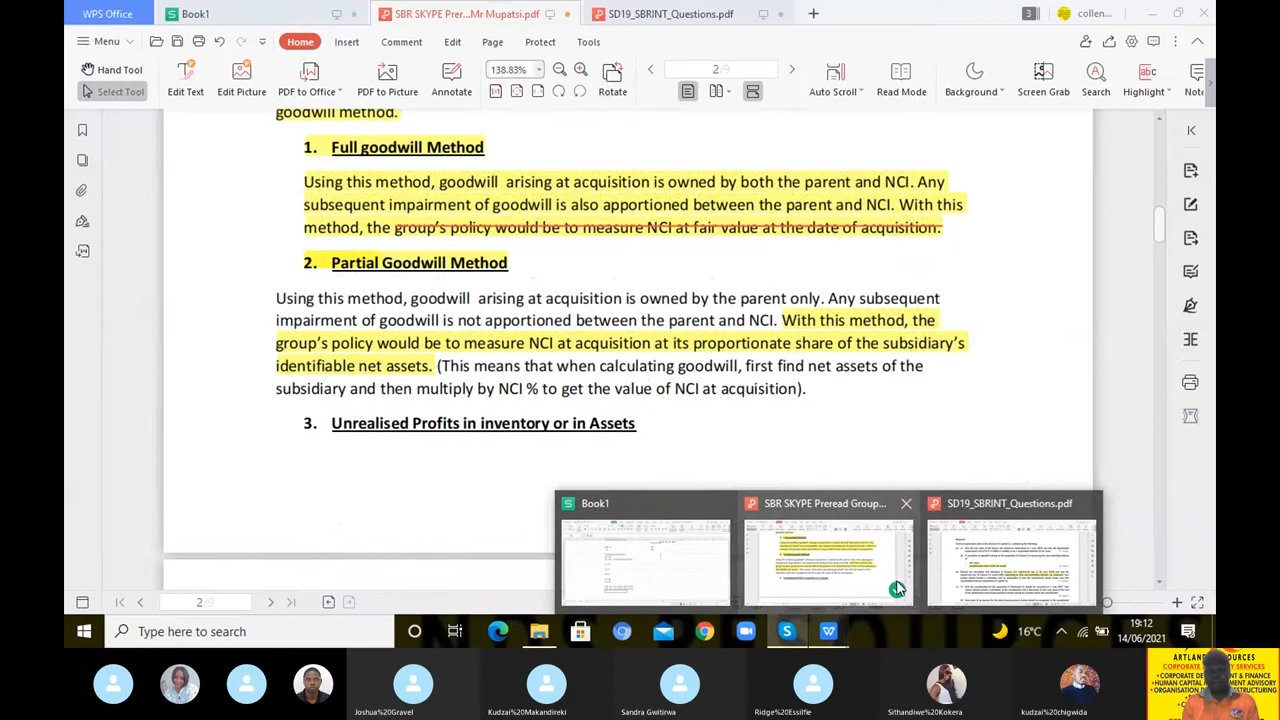 WPS Office
Book1
SBR SKYPE Prer...Mr Mupatsi.pdf
SD19_SBRINT_Questions.pdf
3
collen...
Menu
Home
Insert
Comment
Edit
Page
Protect
Tools
Hand Tool
Select Tool
Edit Text
Edit Picture
PDF to Office
PDF to Picture
Annotate
138.83%
Rotate
2/9
Auto Scroll
Read Mode
Background
Screen Grab
Search
Highlight
Note
goodwill method.
1. Full goodwill Method
Using this method, goodwill arising at acquisition is owned by both the parent and NCI. Any
subsequent impairment of goodwill is also apportioned between the parent and NCI. With this
method, the group's policy would be to measure NCI at fair value at the date of acquisition.
2. Partial Goodwill Method
Using this method, goodwill arising at acquisition is owned by the parent only. Any subsequent
impairment of goodwill is not apportioned between the parent and NCI. With this method, the
group's policy would be to measure NCI at acquisition at its proportionate share of the subsidiary's
identifiable net assets. (This means that when calculating goodwill, first find net assets of the
subsidiary and then multiply by NCI % to get the value of NCI at acquisition).
3. Unrealised Profits in inventory or in Assets
Book1
SBR SKYPE Preread Group...
SD19_SBRINT_Questions.pdf
2/9
Type here to search
16°C
19:12
14/06/2021
Joshua%20Gravel
Kudzai%20Makandireki
Sandra Gwitirwa
Ridge%20Essilfie
Sithandiwe%20Kokera
kudzai%20chigwida
CORPORATE